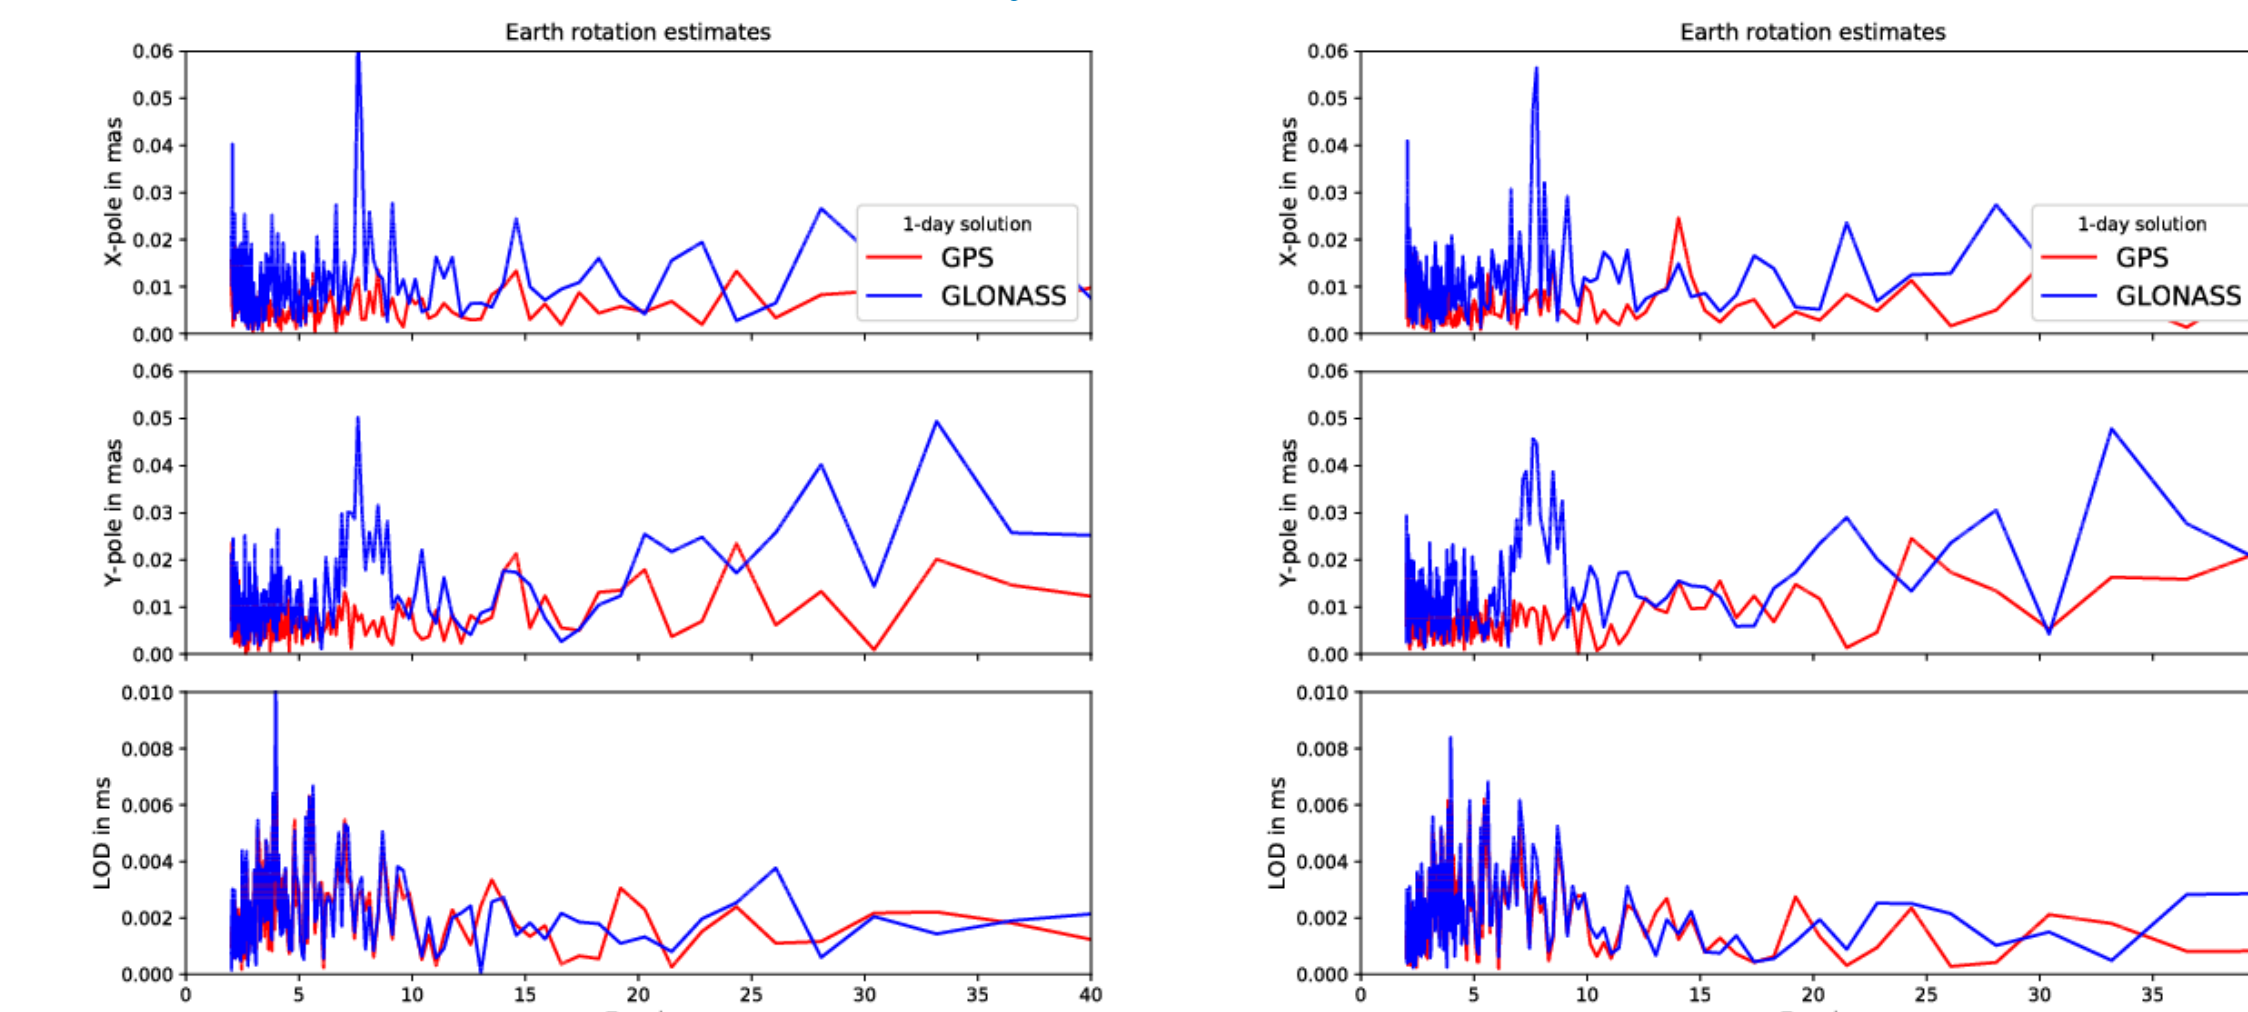 Earth rotation estimates
0.06
0.05
0.04
0.03
0.02
0.01
0.00
X-pole in mas
1-day solution
GPS
GLONASS
0.06
0.05
0.04
0.03
0.02
0.01
0.00
Y-pole in mas
0.010
0.008
0.006
0.004
0.002
0.000
LOD in ms
0 5 10 15 20 25 30 35 40
Earth rotation estimates
0.06
0.05
0.04
0.03
0.02
0.01
0.00
X-pole in mas
1-day solution
GPS
GLONASS
0.06
0.05
0.04
0.03
0.02
0.01
0.00
Y-pole in mas
0.010
0.008
0.006
0.004
0.002
0.000
LOD in ms
0 5 10 15 20 25 30 35